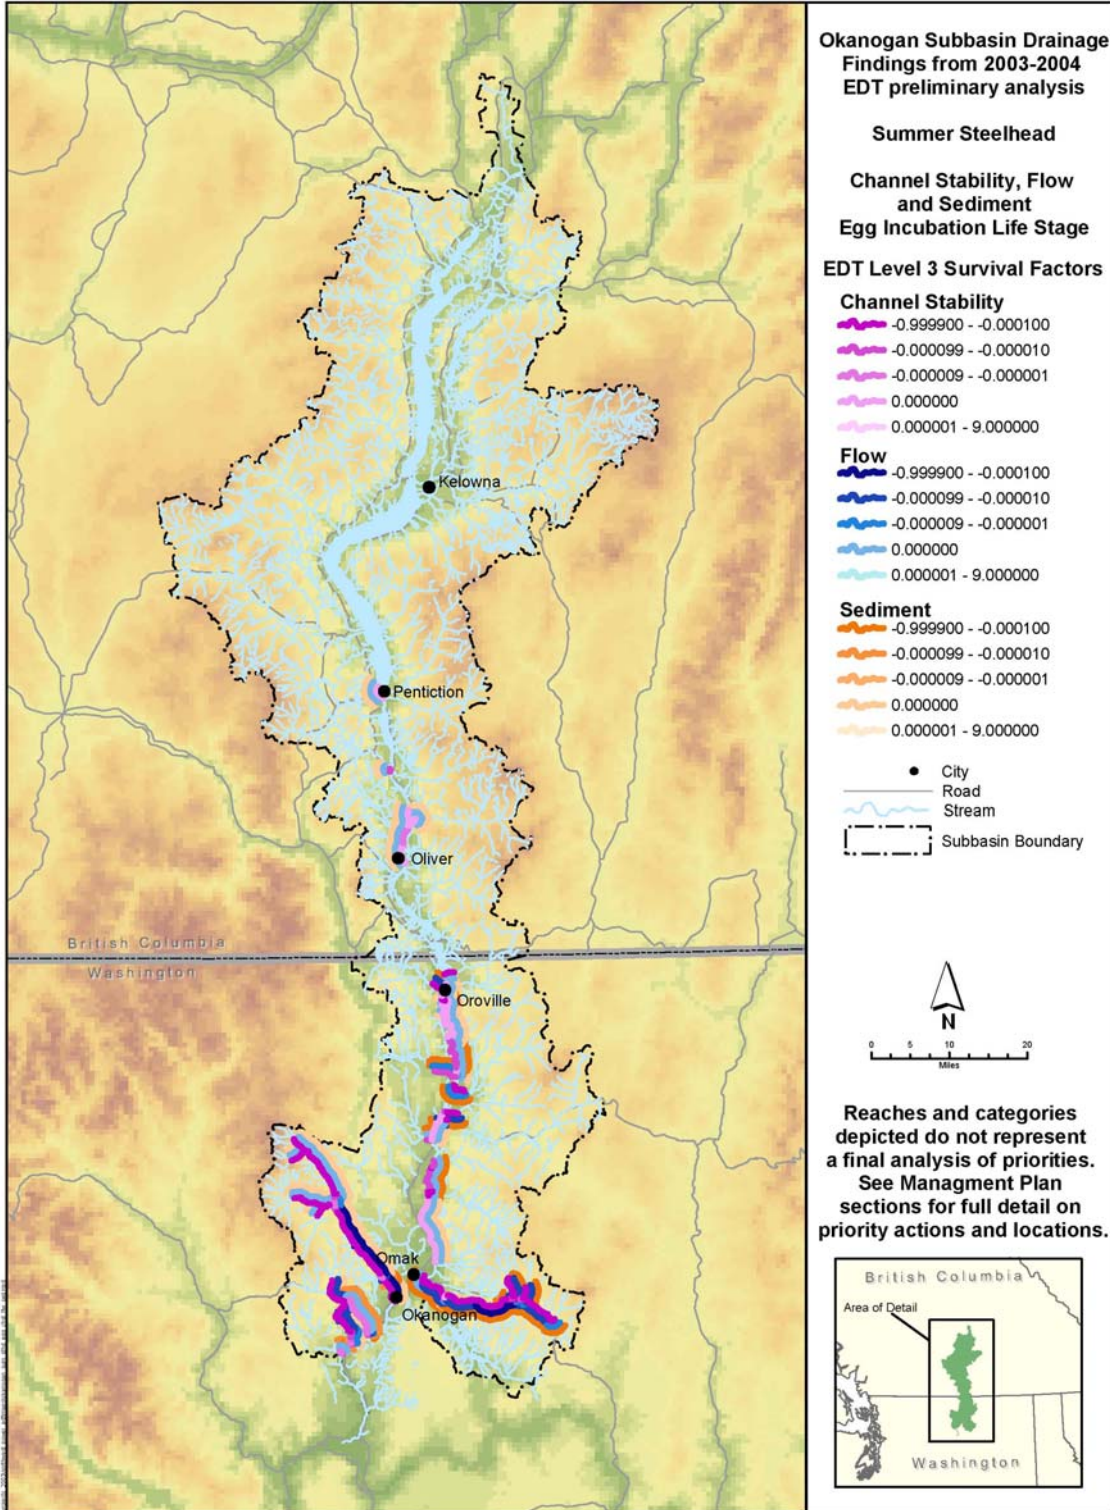 Okanogan Subbasin Drainage
Findings from 2003-2004
EDT preliminary analysis
Summer Steelhead
Channel Stability, Flow
and Sediment
Egg Incubation Life Stage
EDT Level 3 Survival Factors
Channel Stability
-0.999900 - -0.000100
-0.000099 - -0.000010
-0.000009 - -0.000001
0.000000
0.000001 - 9.000000
Flow
-0.999900 - -0.000100
-0.000099 - -0.000010
-0.000009 - -0.000001
0.000000
0.000001 - 9.000000
Sediment
-0.999900 - -0.000100
-0.000099 - -0.000010
-0.000009 - -0.000001
0.000000
0.000001 - 9.000000
City
Road
Stream
Subbasin Boundary
N
0 5 10 20
Miles
Reaches and categories
depicted do not represent
a final analysis of priorities.
See Managment Plan
sections for full detail on
priority actions and locations.
British Columbia
Area of Detail
Washington
Kelowna
Pentiction
Oliver
British Columbia
Washington
Oroville
Omak
Okanogan